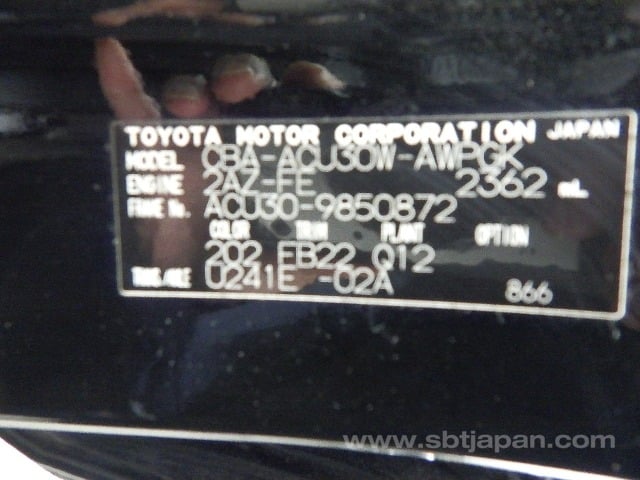 TOYOTA MOTOR CORPORATION JAPAN
MODEL CBA-ACU30W-AWPGK
ENGINE 2AZ-FE 2362 mL
FRAME No. ACU30-9850872
COLOR TRIM PLANT OPTION
202 FB22 Q12
TRANS/AXLE U241E -02A
866
www.sbtjapan.com